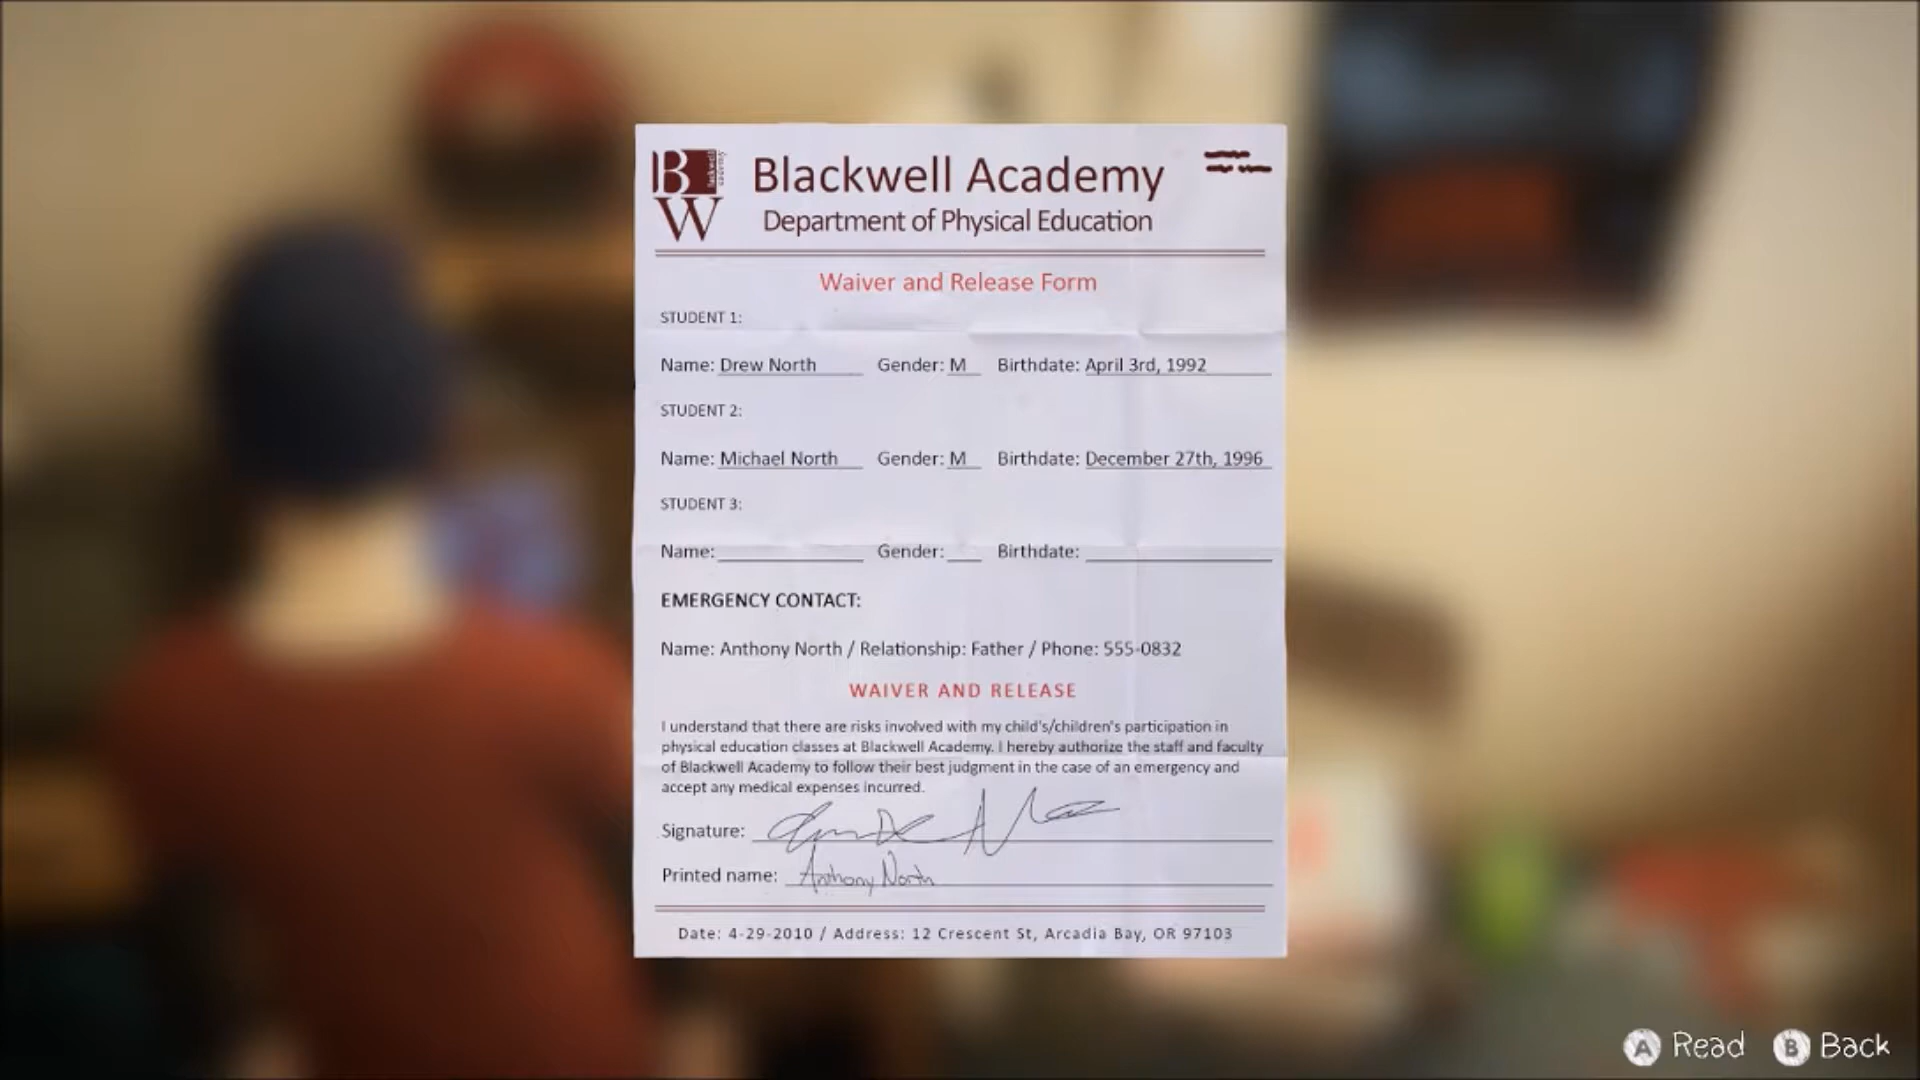 B Blackwell Academy
W
Blackwell Academy
Department of Physical Education
Waiver and Release Form
STUDENT 1:
Name: Drew North Gender: M Birthdate: April 3rd, 1992
STUDENT 2:
Name: Michael North Gender: M Birthdate: December 27th, 1996
STUDENT 3:
Name: Gender: Birthdate:
EMERGENCY CONTACT:
Name: Anthony North / Relationship: Father / Phone: 555-0832
WAIVER AND RELEASE
I understand that there are risks involved with my child's/children's participation in
physical education classes at Blackwell Academy. I hereby authorize the staff and faculty
of Blackwell Academy to follow their best judgment in the case of an emergency and
accept any medical expenses incurred.
Signature:
Printed name: Anthony North
Date: 4-29-2010 / Address: 12 Crescent St, Arcadia Bay, OR 97103
A Read B Back